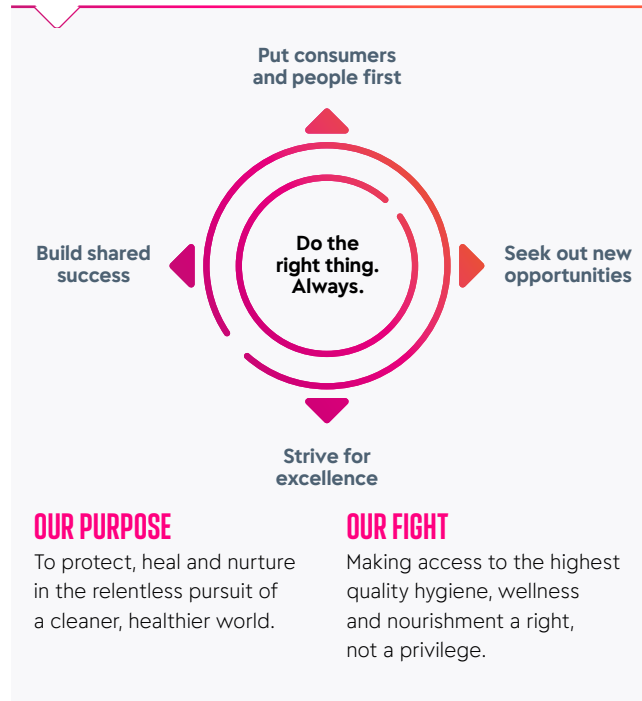 Put consumers
and people first
Build shared
success
Do the
right thing.
Always.
Seek out new
opportunities
Strive for
excellence
OUR PURPOSE
To protect, heal and nurture
in the relentless pursuit of
a cleaner, healthier world.
OUR FIGHT
Making access to the highest
quality hygiene, wellness
and nourishment a right,
not a privilege.